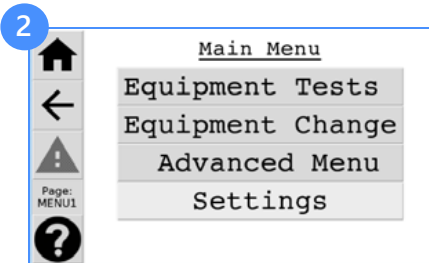 2
Main Menu
Equipment Tests
Equipment Change
Advanced Menu
Settings
Page:
MENU1
?